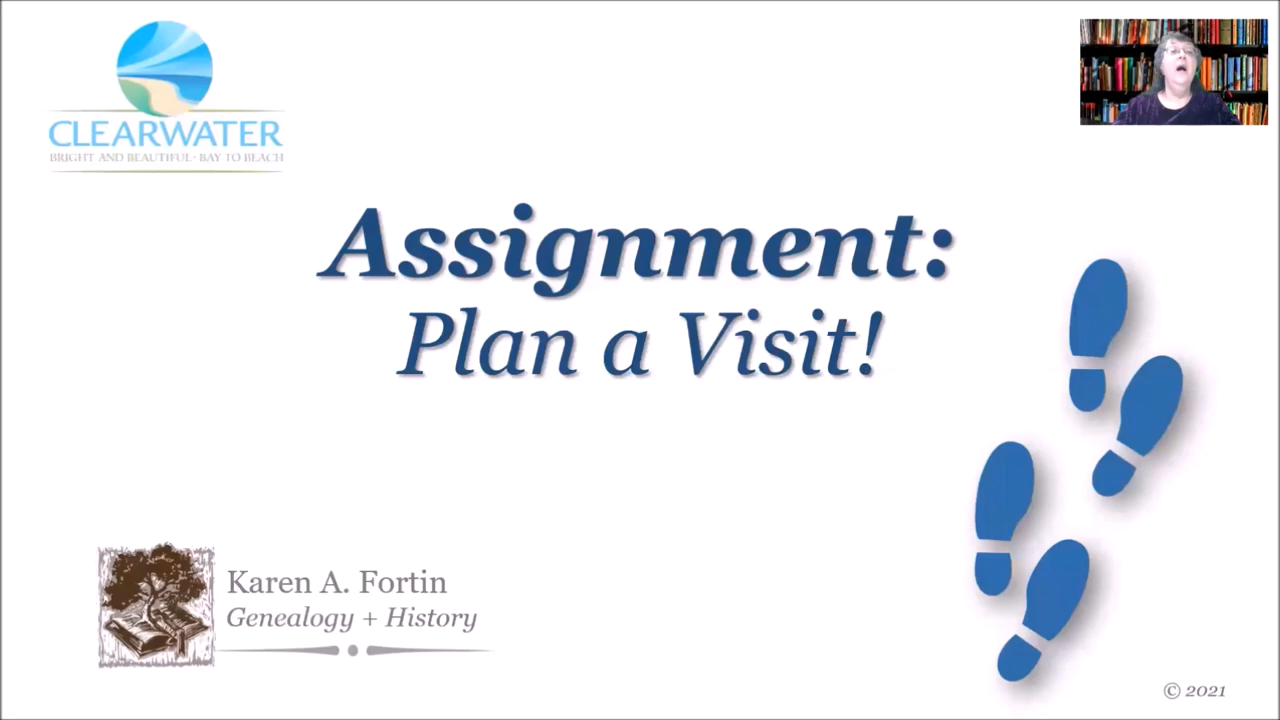 CLEARWATER
BRIGHT AND BEAUTIFUL · BAY TO BEACH
Assignment:
Plan a Visit!
Karen A. Fortin
Genealogy + History
© 2021